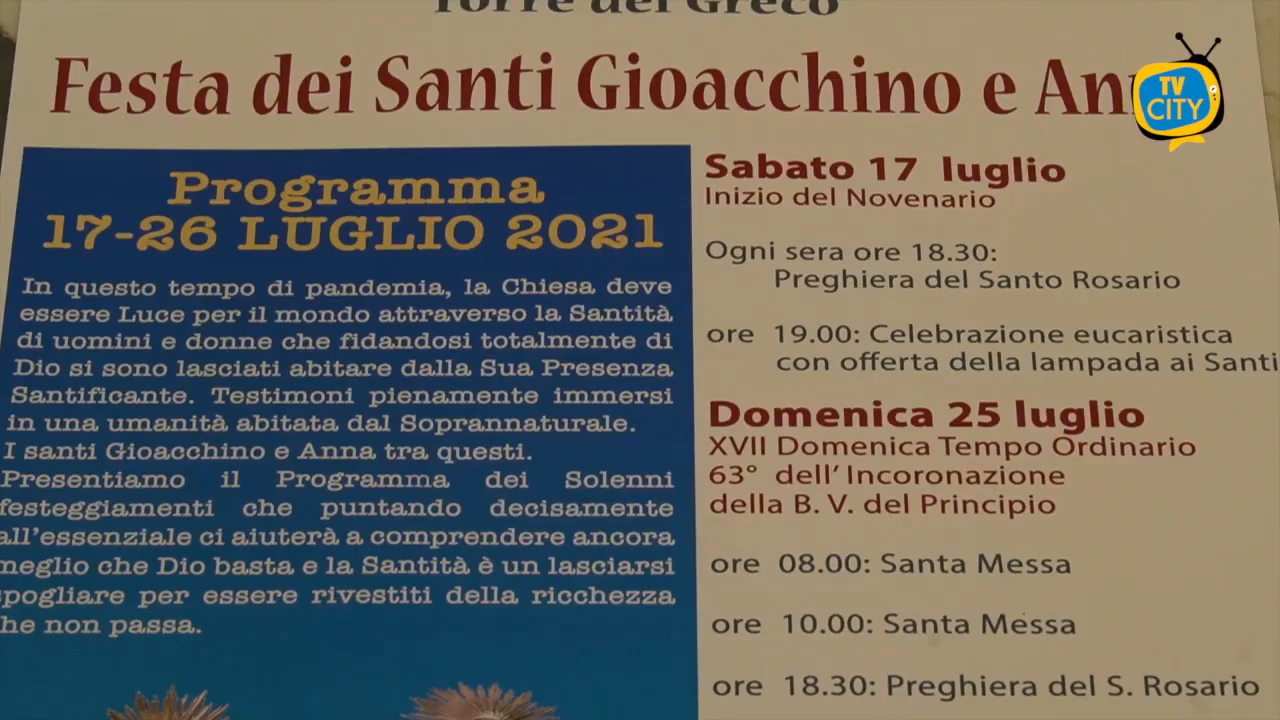 Torre del Greco
Festa dei Santi Gioacchino e
TV
CITY
Programma
17-26 LUGLIO 2021
In questo tempo di pandemia, la Chiesa deve
essere Luce per il mondo attraverso la Santità
di uomini e donne che fidandosi totalmente di
Dio si sono lasciati abitare dalla Sua Presenza
Santificante. Testimoni pienamente immersi
in una umanità abitata dal Soprannaturale.
I santi Gioacchino e Anna tra questi.
Presentiamo il Programma dei Solenni
festeggiamenti che puntando decisamente
all'essenziale ci aiuterà a comprendere ancora
meglio che Dio basta e la Santità è un lasciarsi
spogliare per essere rivestiti della ricchezza
he non passa.
Sabato 17 luglio
Inizio del Novenario
Ogni sera ore 18.30:
Preghiera del Santo Rosario
ore 19.00: Celebrazione eucaristica
con offerta della lampada ai Santi
Domenica 25 luglio
XVII Domenica Tempo Ordinario
63° dell' Incoronazione
della B. V. del Principio
ore 08.00: Santa Messa
ore 10.00: Santa Messa
ore 18.30: Preghiera del S. Rosario